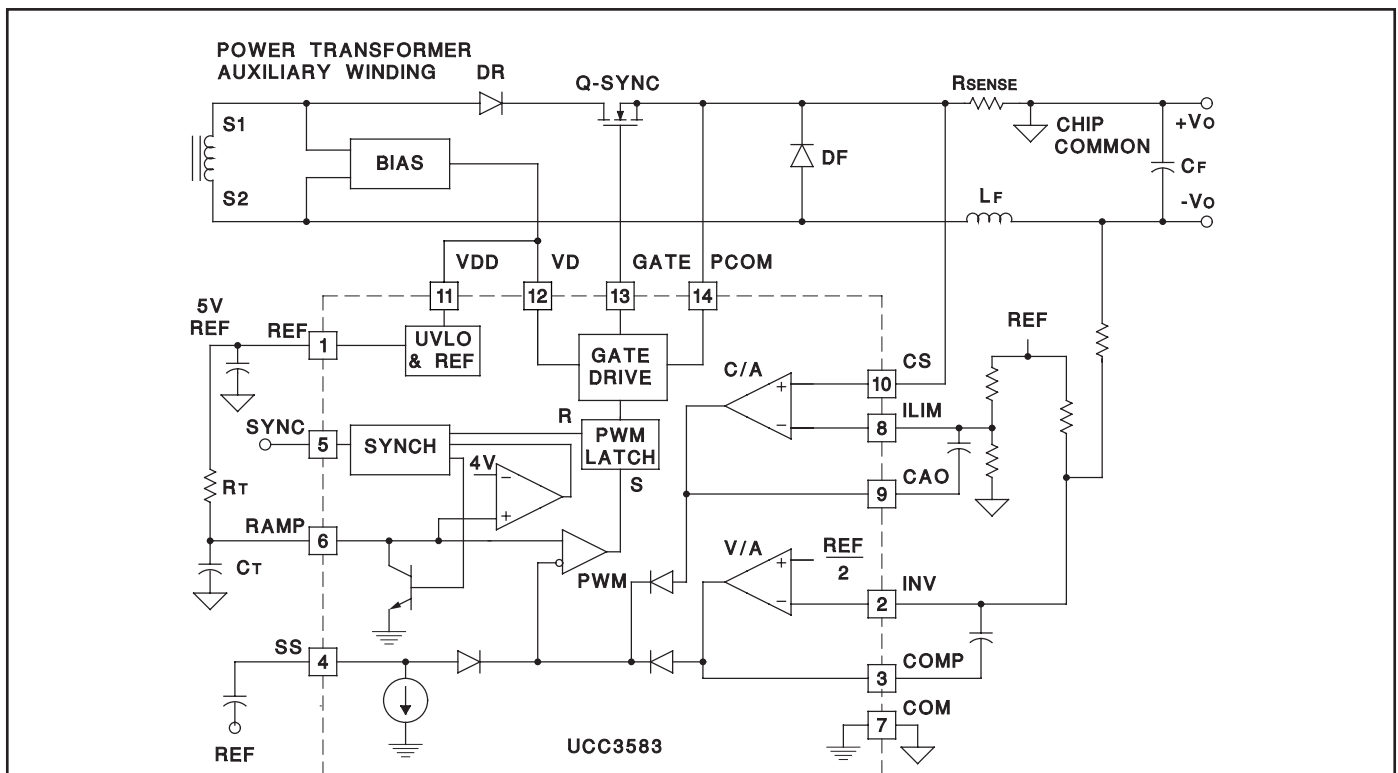 POWER TRANSFORMER
AUXILIARY WINDING
DR
Q-SYNC
RSENSE
S1
S2
BIAS
DF
CHIP
COMMON
+VO
CF
LF
-VO
VDD
VD
GATE
PCOM
11
12
13
14
5V
REF
REF
1
UVLO
& REF
GATE
DRIVE
C/A
+
−
CS
10
ILIM
8
REF
SYNC
5
SYNCH
R
PWM
LATCH
S
4V
−
+
CAO
9
RT
RAMP
6
CT
PWM
V/A
+
−
REF
2
INV
2
SS
4
COMP
3
COM
7
REF
UCC3583